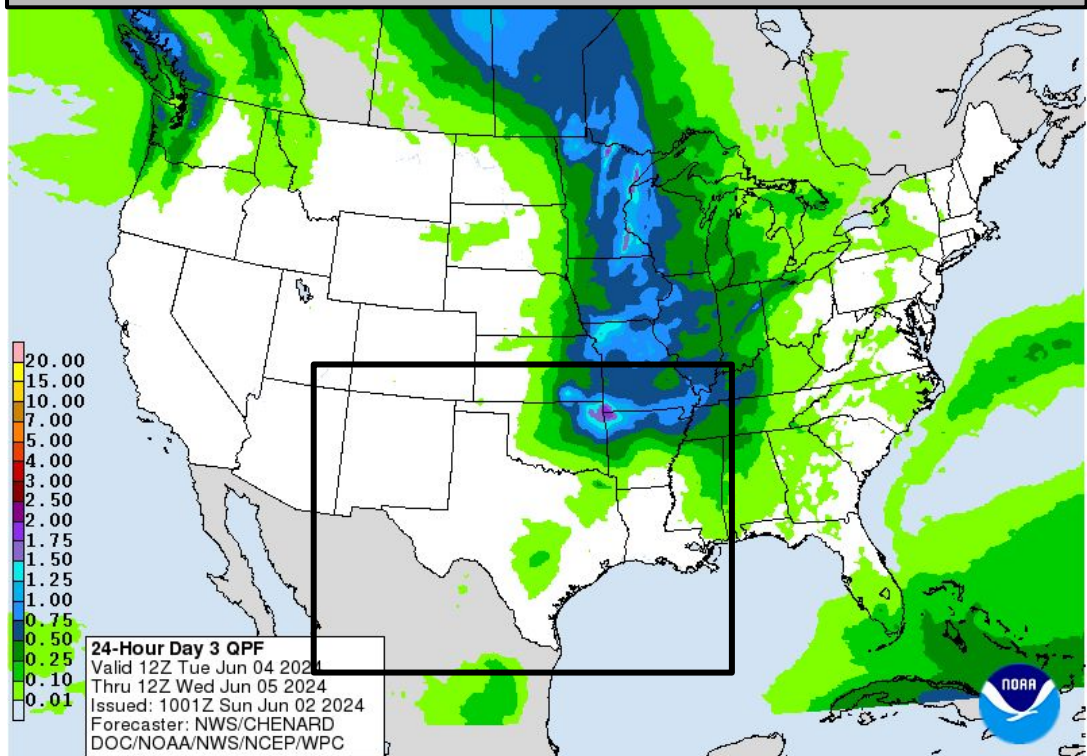 20.00
15.00
10.00
7.00
5.00
4.00
3.00
2.50
2.00
1.75
1.50
1.25
1.00
0.75
0.50
0.25
0.10
0.01
24-Hour Day 3 QPF
Valid 12Z Tue Jun 04 2024
Thru 12Z Wed Jun 05 2024
Issued: 1001Z Sun Jun 02 2024
Forecaster: NWS/CHENARD
DOC/NOAA/NWS/NCEP/WPC
NOAA